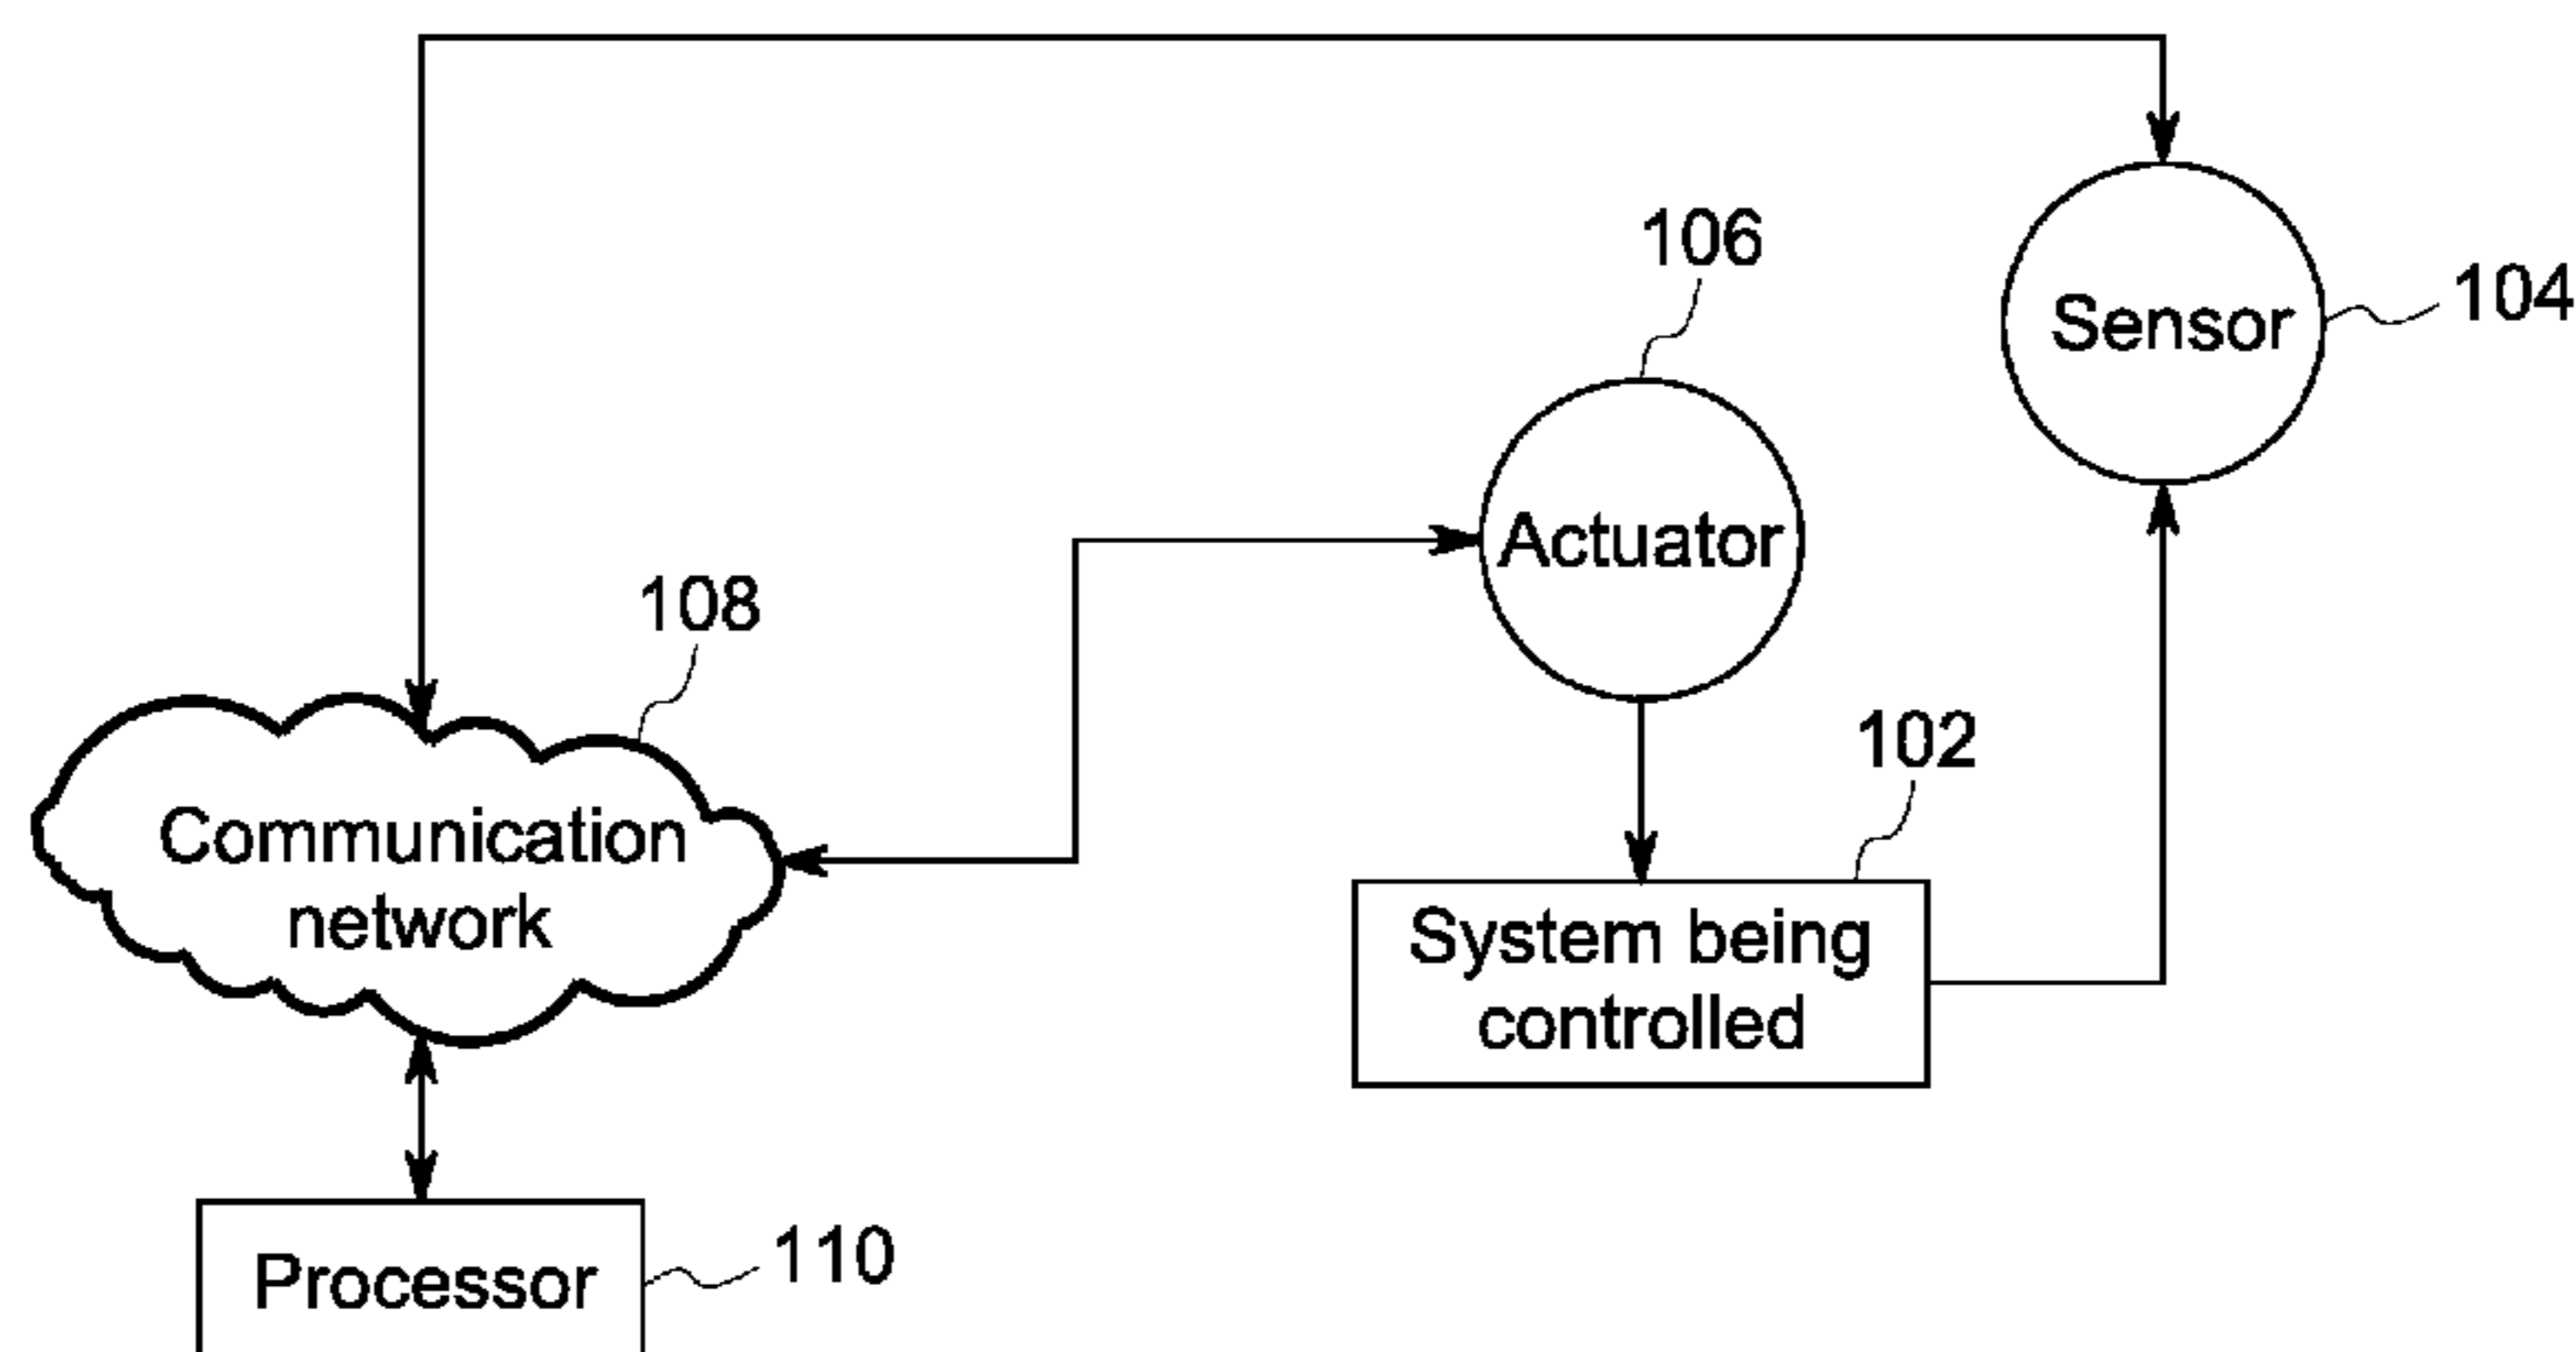 106
104
Sensor
Actuator
108
102
Communication
network
System being
controlled
110
Processor